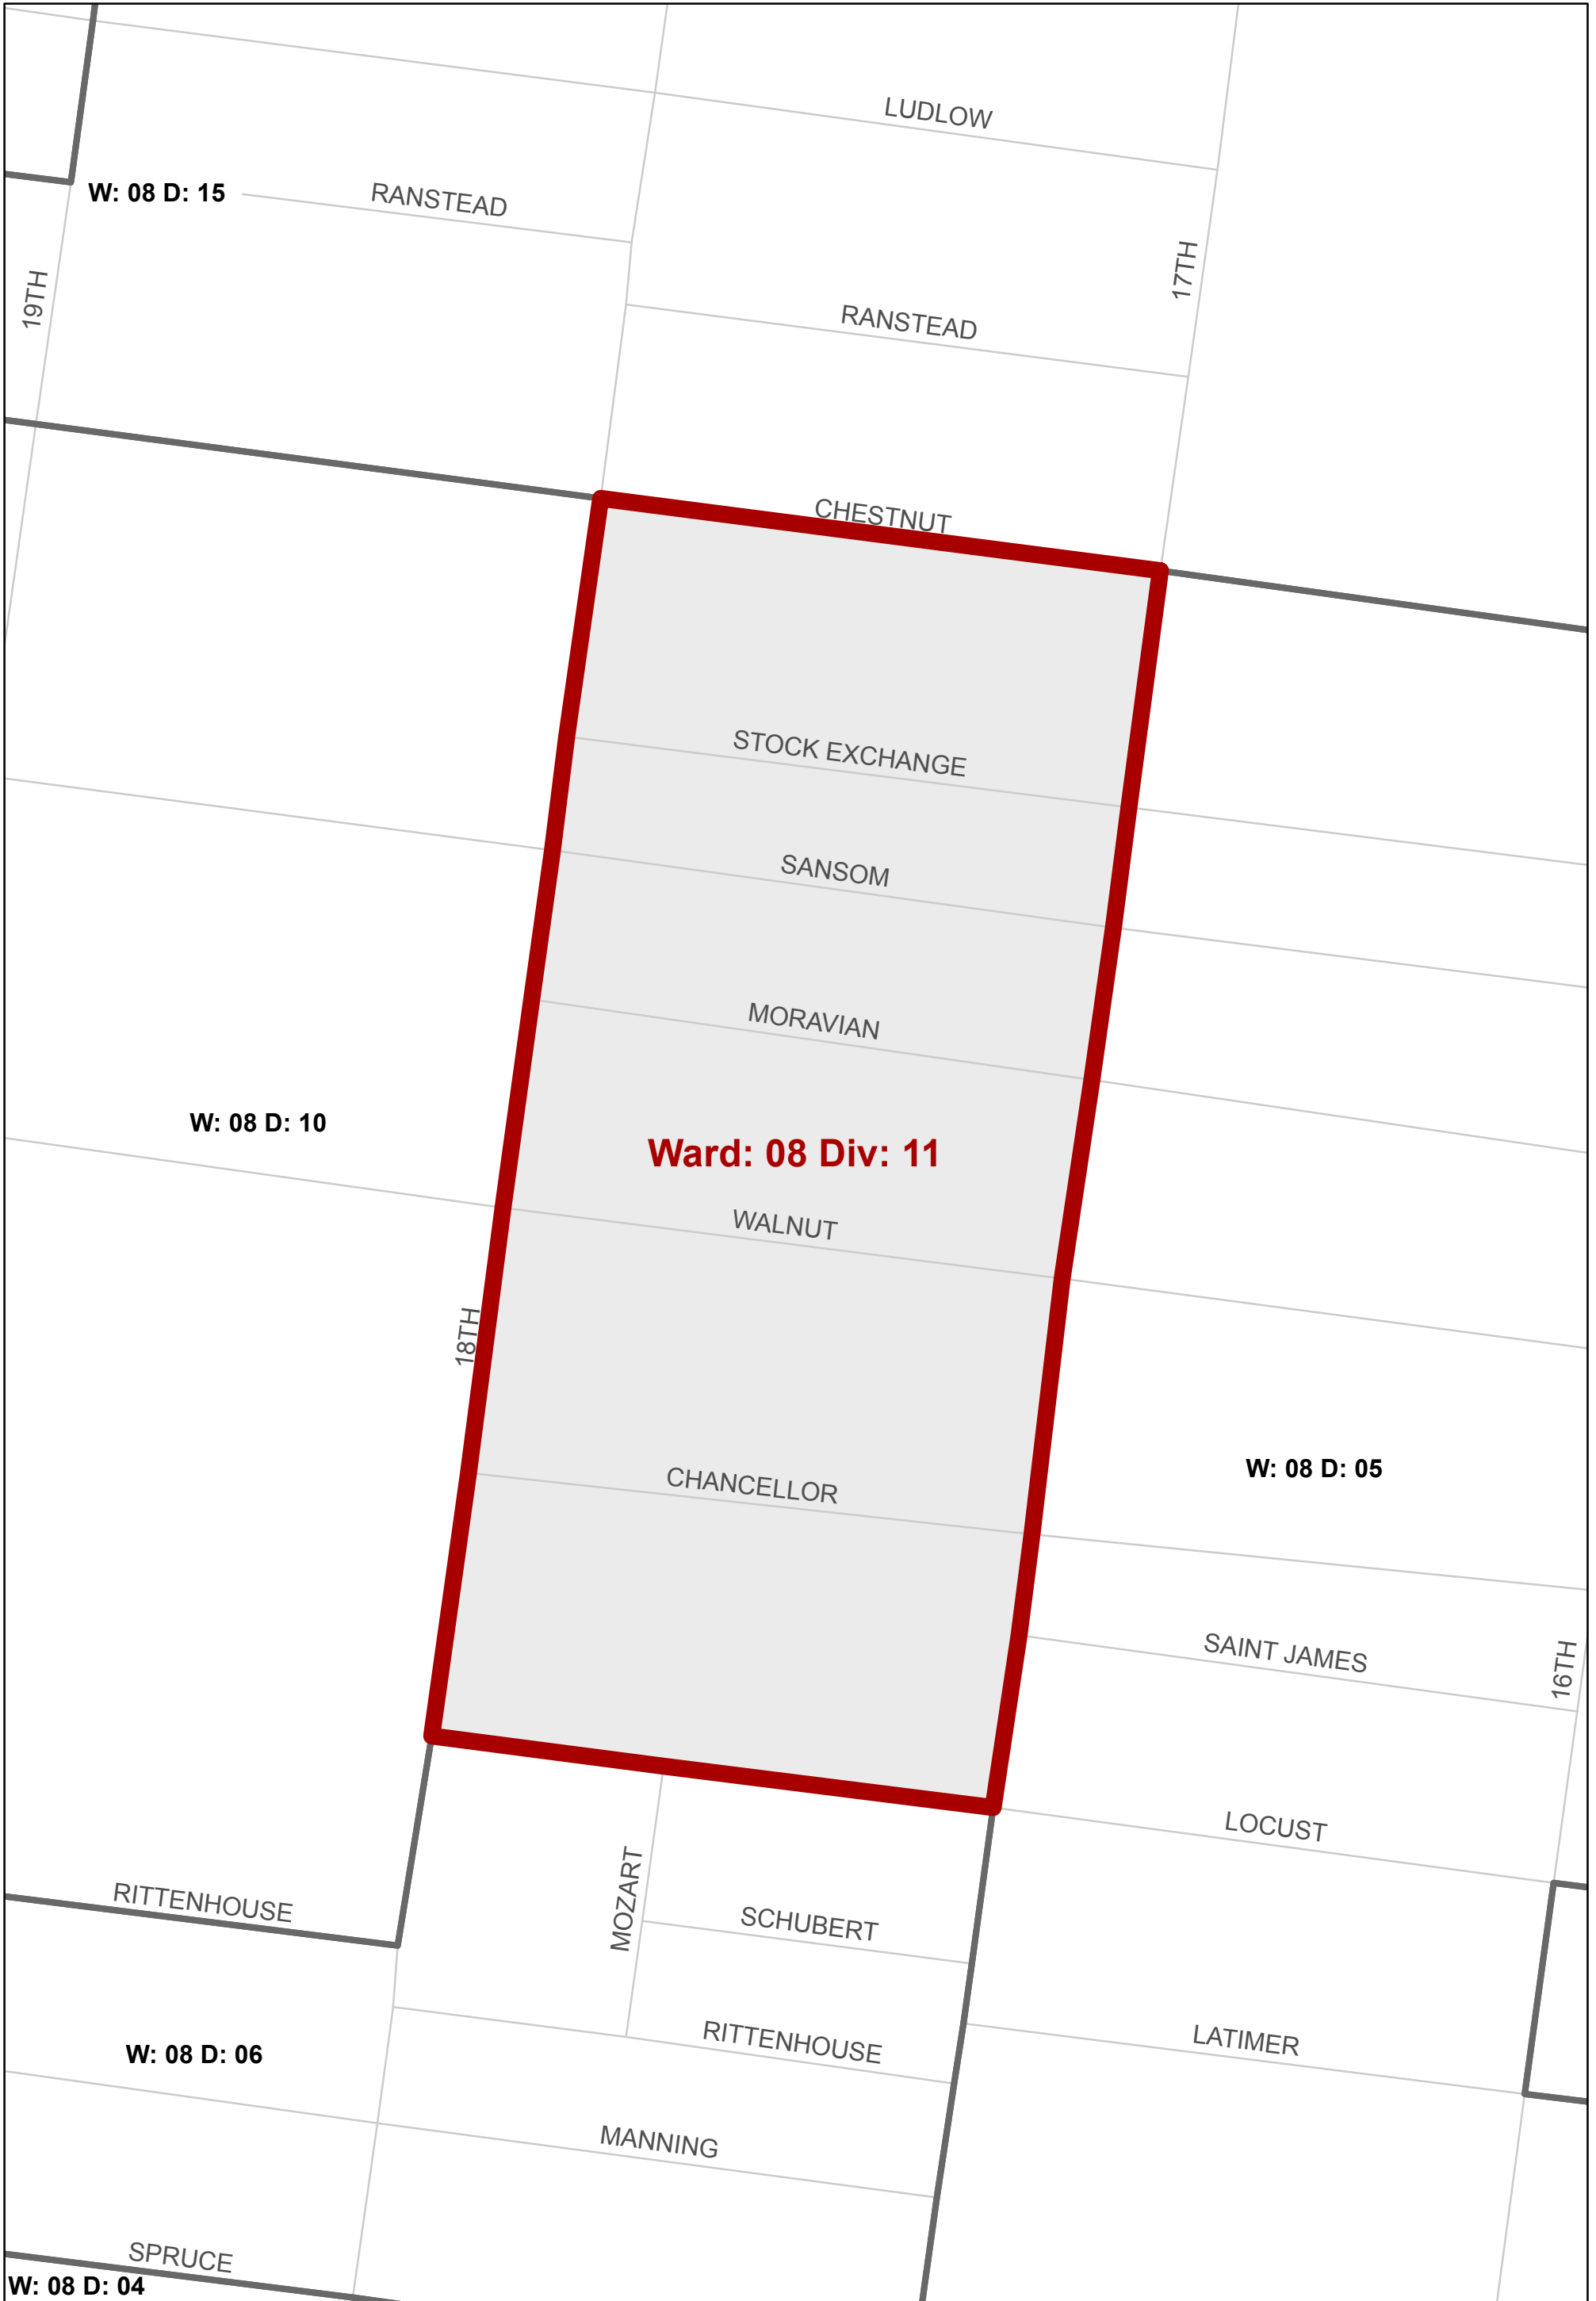 LUDLOW
W: 08 D: 15
RANSTEAD
17TH
19TH
RANSTEAD
CHESTNUT
STOCK EXCHANGE
SANSOM
MORAVIAN
W: 08 D: 10
Ward: 08 Div: 11
WALNUT
18TH
W: 08 D: 05
CHANCELLOR
SAINT JAMES
16TH
LOCUST
RITTENHOUSE
MOZART
SCHUBERT
RITTENHOUSE
LATIMER
W: 08 D: 06
MANNING
SPRUCE
W: 08 D: 04